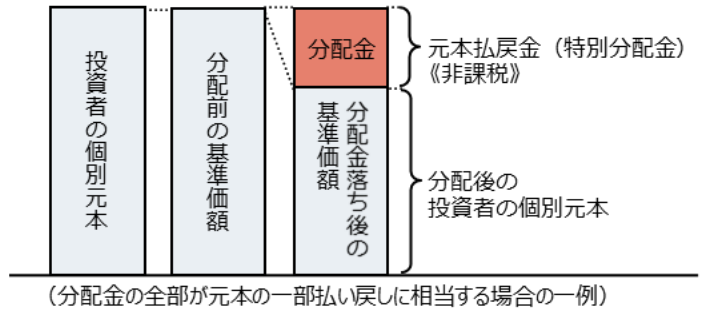 投資者の個別元本
分配前の基準価額
分配金
分配金落ち後の
基準価額
元本払戻金（特別分配金）
《非課税》
分配後の
投資者の個別元本
（分配金の全部が元本の一部払い戻しに相当する場合の一例）